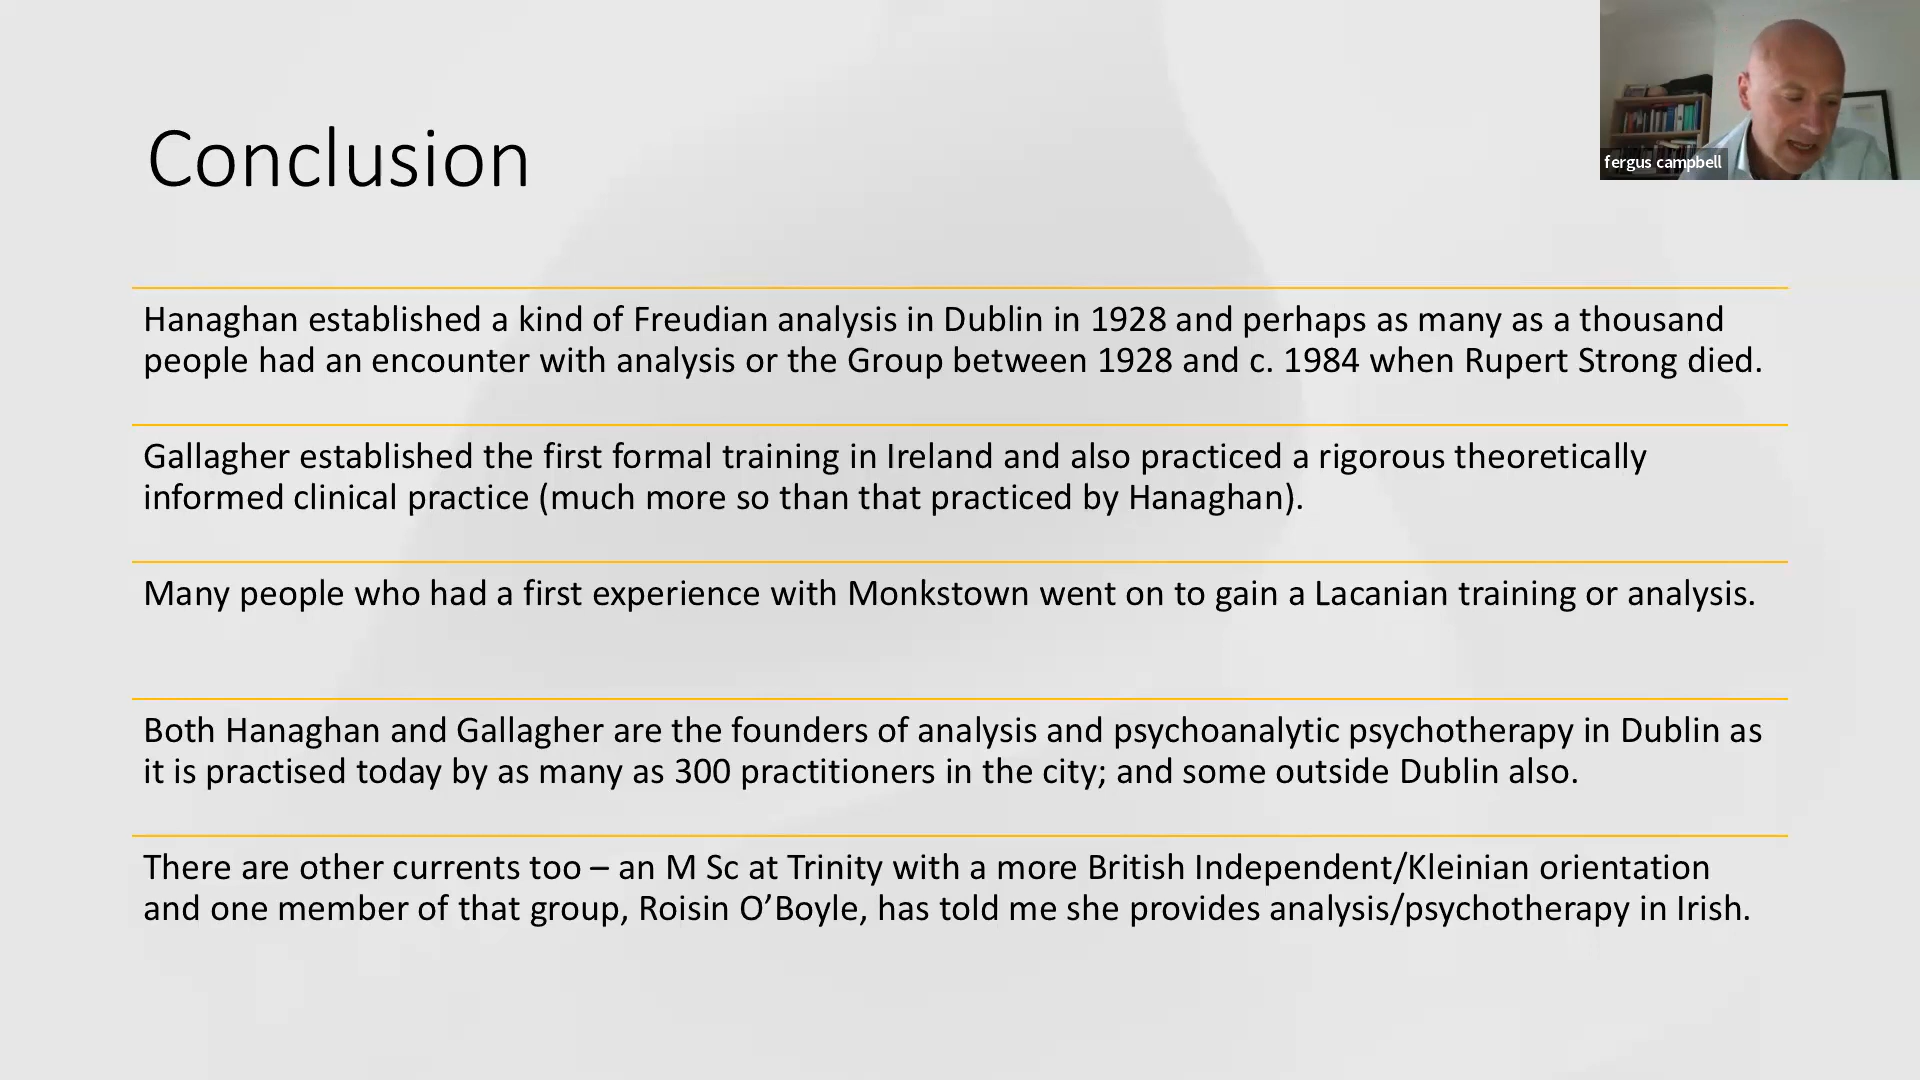 Conclusion
fergus campbell
Hanaghan established a kind of Freudian analysis in Dublin in 1928 and perhaps as many as a thousand
people had an encounter with analysis or the Group between 1928 and c. 1984 when Rupert Strong died.
Gallagher established the first formal training in Ireland and also practiced a rigorous theoretically
informed clinical practice (much more so than that practiced by Hanaghan).
Many people who had a first experience with Monkstown went on to gain a Lacanian training or analysis.
Both Hanaghan and Gallagher are the founders of analysis and psychoanalytic psychotherapy in Dublin as
it is practised today by as many as 300 practitioners in the city; and some outside Dublin also.
There are other currents too – an M Sc at Trinity with a more British Independent/Kleinian orientation
and one member of that group, Roisin O’Boyle, has told me she provides analysis/psychotherapy in Irish.